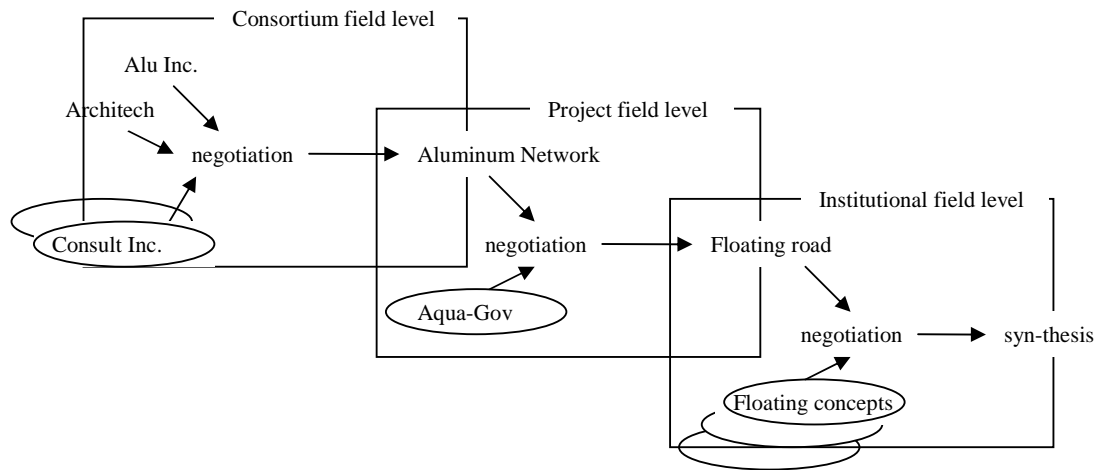 Consortium field level
Alu Inc.
Architech
Project field level
negotiation
Aluminum Network
Institutional field level
Consult Inc.
negotiation
Floating road
Aqua-Gov
negotiation
syn-thesis
Floating concepts